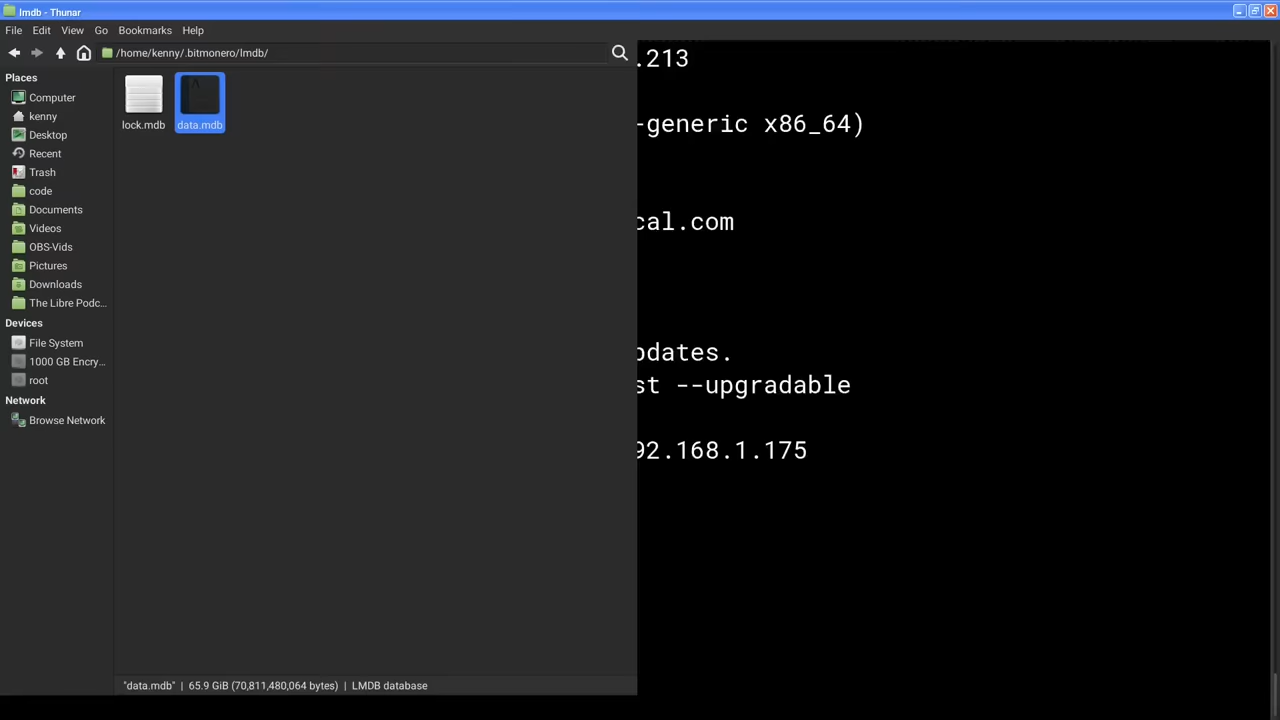 lmdb - Thunar
File Edit View Go Bookmarks Help
/home/kenny/.bitmonero/lmdb/
Places
Computer
kenny
Desktop
Recent
Trash
code
Documents
Videos
OBS-Vids
Pictures
Downloads
The Libre Podc...
Devices
File System
1000 GB Encry...
root
Network
Browse Network
lock.mdb data.mdb
"data.mdb" | 65.9 GiB (70,811,480,064 bytes) | LMDB database
.213
-generic x86_64)
cal.com
pdates.
st --upgradable
92.168.1.175